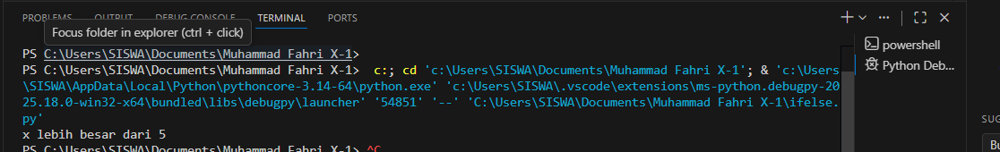 PROBLEMS OUTPUT DEBUG CONSOLE TERMINAL PORTS
Focus folder in explorer (ctrl + click)
PS C:\Users\SISWA\Documents\Muhammad Fahri X-1>
PS C:\Users\SISWA\Documents\Muhammad Fahri X-1> c:; cd 'c:\Users\SISWA\Documents\Muhammad Fahri X-1'; & 'c:\Users
\SISWA\AppData\Local\Python\pythoncore-3.14-64\python.exe' 'c:\Users\SISWA\.vscode\extensions\ms-python.debugpy-20
25.18.0-win32-x64\bundled\libs\debugpy\launcher' '54851' '--' 'C:\Users\SISWA\Documents\Muhammad Fahri X-1\ifelse.
py'
x lebih besar dari 5
PS C:\Users\SISWA\Documents\Muhammad Fahri X-1> ^C
powershell
Python Deb...
SUG
Bu